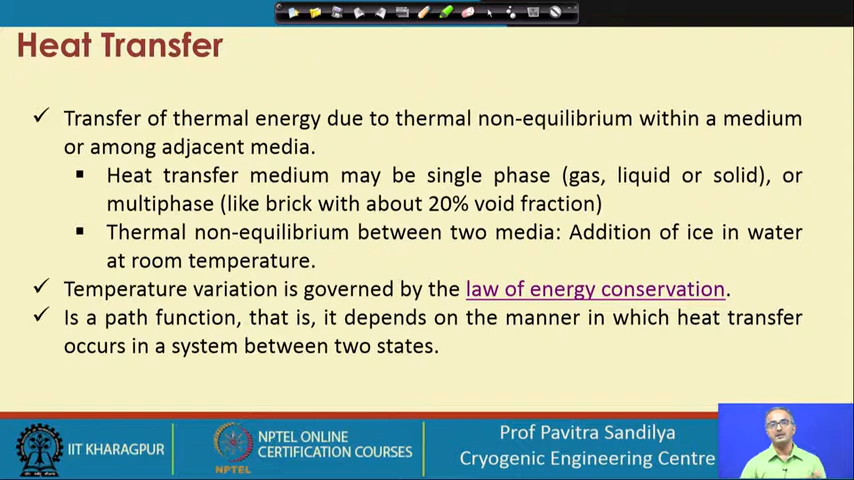 Heat Transfer
Transfer of thermal energy due to thermal non-equilibrium within a medium
or among adjacent media.
Heat transfer medium may be single phase (gas, liquid or solid), or
multiphase (like brick with about 20% void fraction)
Thermal non-equilibrium between two media: Addition of ice in water
at room temperature.
Temperature variation is governed by the law of energy conservation.
Is a path function, that is, it depends on the manner in which heat transfer
occurs in a system between two states.
IIT KHARAGPUR
NPTEL
NPTEL ONLINE
CERTIFICATION COURSES
Prof Pavitra Sandilya
Cryogenic Engineering Centre